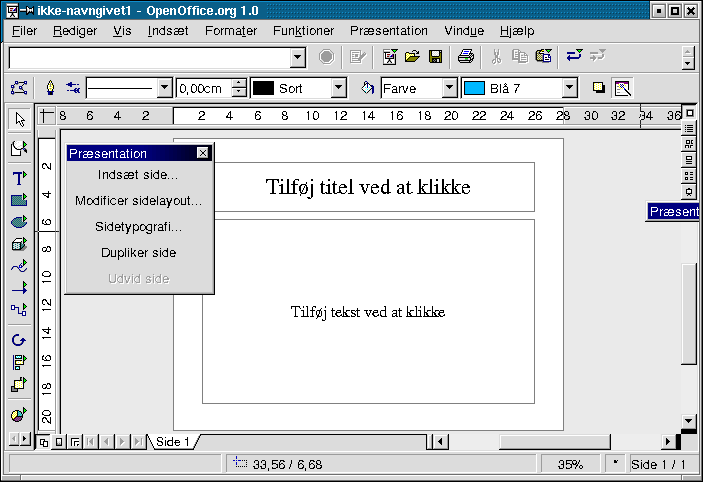 ikke-navngivet1 - OpenOffice.org 1.0
Filer Rediger Vis Indsæt Formater Funktioner Præsentation Vindue Hjælp
0,00cm Sort Farve Blå 7
8 6 4 2 2 4 6 8 10 12 14 16 18 20 22 24 26 28 30 32 34 36
2 4 6 8 10 12 14 16 18 20
Præsentation
Indsæt side...
Modificer sidelayout...
Sidetypografi...
Dupliker side
Udvid side
Tilføj titel ved at klikke
Præsent
Tilføj tekst ved at klikke
Side 1
33,56 / 6,68 35% * Side 1 / 1